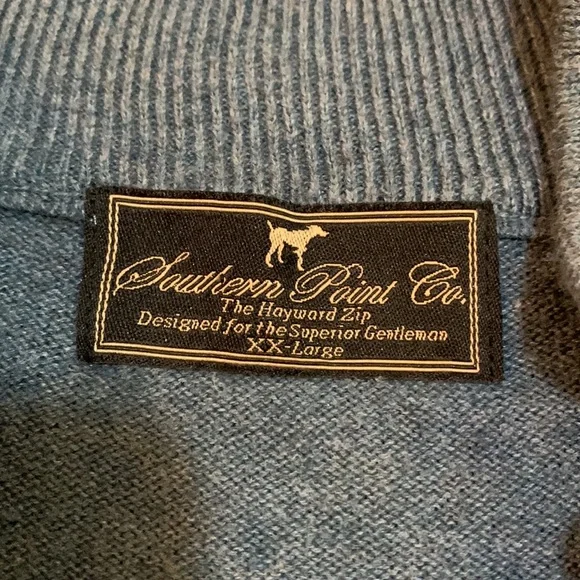 Southern Point Co.
The Hayward Zip
Designed for the Superior Gentleman
XX-Large